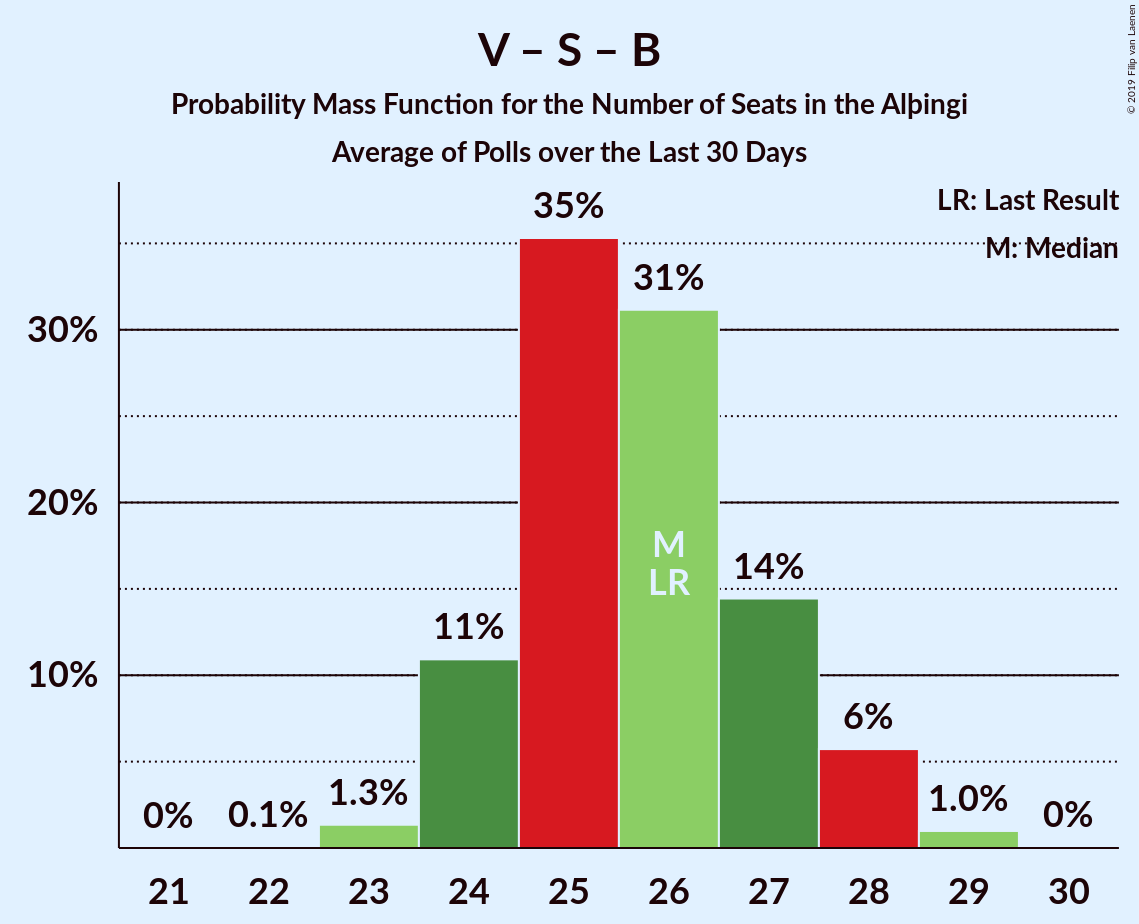 V – S – B
Probability Mass Function for the Number of Seats in the Alþingi
Average of Polls over the Last 30 Days
© 2019 Filip van Laenen
LR: Last Result
M: Median
35%
31%
30%
20%
M
LR
14%
11%
10%
6%
1.3%
1.0%
0%
0.1%
0%
21
22
23
24
25
26
27
28
29
30